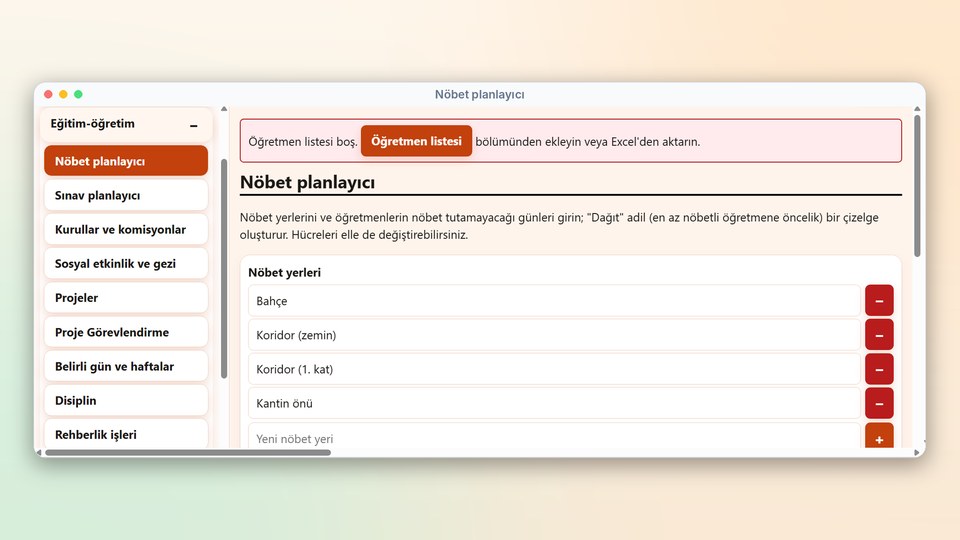 Nöbet planlayıcı
Eğitim-öğretim
–
Nöbet planlayıcı
Sınav planlayıcı
Kurullar ve komisyonlar
Sosyal etkinlik ve gezi
Projeler
Proje Görevlendirme
Belirli gün ve haftalar
Disiplin
Rehberlik işleri
Öğretmen listesi boş. Öğretmen listesi bölümünden ekleyin veya Excel'den aktarın.
Nöbet planlayıcı
Nöbet yerlerini ve öğretmenlerin nöbet tutamayacağı günleri girin; "Dağıt" adil (en az nöbetli öğretmene öncelik) bir çizelge
oluşturur. Hücreleri elle de değiştirebilirsiniz.
Nöbet yerleri
Bahçe –
Koridor (zemin) –
Koridor (1. kat) –
Kantin önü –
Yeni nöbet yeri +